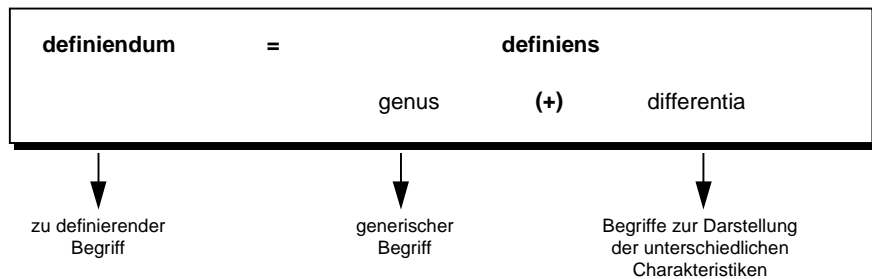 definiendum = definiens
genus (+) differentia
zu definierender
Begriff
generischer
Begriff
Begriffe zur Darstellung
der unterschiedlichen
Charakteristiken